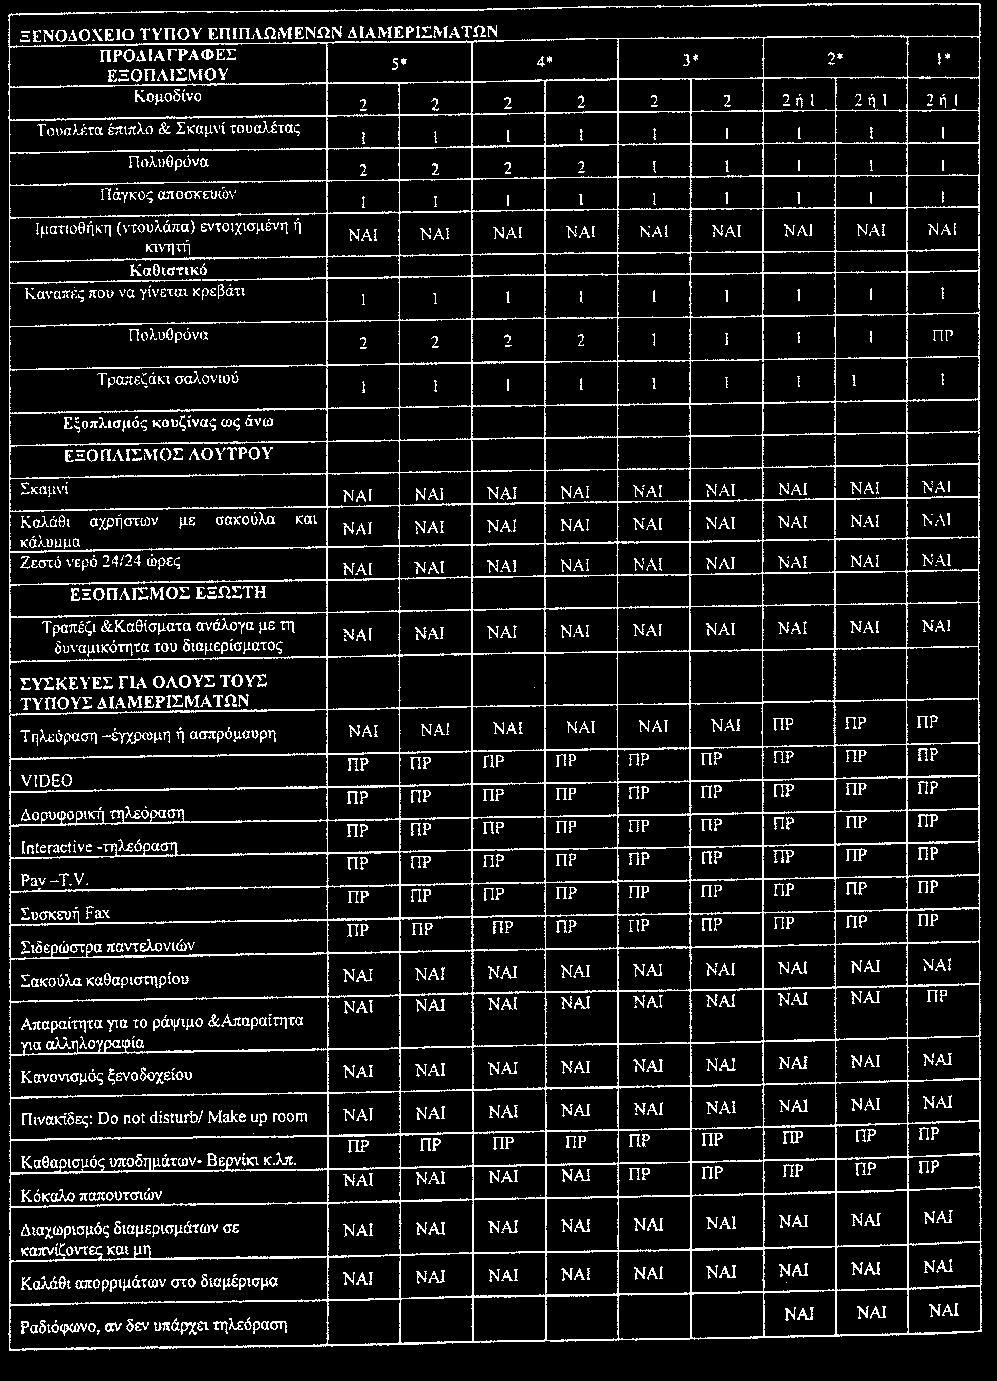 ΞΕΝΟΔΟΧΕΙΟ ΤΥΠΟΥ ΕΠΙΠΛΩΜΕΝΩΝ ΔΙΑΜΕΡΙΣΜΑΤΩΝ
ΠΡΟΔΙΑΓΡΑΦΕΣ
ΕΞΟΠΛΙΣΜΟΥ 5* 4* 3* 2* 1*
Κομοδίνο 2 2 2 2 2 2 2 ή 1 2 ή 1 2 ή 1
Τουαλέτα έπιπλο & Σκαμνί τουαλέτας 1 1 1 1 1 1 1 1 1
Πολυθρόνα 2 2 2 2 1 1 1 1 1
Πάγκος αποσκευών 1 1 1 1 1 1 1 1 1
Ιματιοθήκη (ντουλάπα) εντοιχισμένη ή
κινητή ΝΑΙ ΝΑΙ ΝΑΙ ΝΑΙ ΝΑΙ ΝΑΙ ΝΑΙ ΝΑΙ ΝΑΙ
Καθιστικό
Καναπές που να γίνεται κρεβάτι 1 1 1 1 1 1 1 1 1
Πολυθρόνα 2 2 2 2 1 1 1 1 ΠΡ
Τραπεζάκι σαλονιού 1 1 1 1 1 1 1 1 1
Εξοπλισμός κουζίνας ως άνω
ΕΞΟΠΛΙΣΜΟΣ ΛΟΥΤΡΟΥ
Σκαμνί ΝΑΙ ΝΑΙ ΝΑΙ ΝΑΙ ΝΑΙ ΝΑΙ ΝΑΙ ΝΑΙ ΝΑΙ
Καλάθι αχρήστων με σακούλα και
κάλυμμα ΝΑΙ ΝΑΙ ΝΑΙ ΝΑΙ ΝΑΙ ΝΑΙ ΝΑΙ ΝΑΙ ΝΑΙ
Ζεστό νερό 24/24 ώρες ΝΑΙ ΝΑΙ ΝΑΙ ΝΑΙ ΝΑΙ ΝΑΙ ΝΑΙ ΝΑΙ ΝΑΙ
ΕΞΟΠΛΙΣΜΟΣ ΕΞΩΣΤΗ
Τραπέζι &Καθίσματα ανάλογα με τη
δυναμικότητα του διαμερίσματος ΝΑΙ ΝΑΙ ΝΑΙ ΝΑΙ ΝΑΙ ΝΑΙ ΝΑΙ ΝΑΙ ΝΑΙ
ΣΥΣΚΕΥΕΣ ΓΙΑ ΟΛΟΥΣ ΤΟΥΣ
ΤΥΠΟΥΣ ΔΙΑΜΕΡΙΣΜΑΤΩΝ
Τηλεόραση –έγχρωμη ή ασπρόμαυρη ΝΑΙ ΝΑΙ ΝΑΙ ΝΑΙ ΝΑΙ ΝΑΙ ΠΡ ΠΡ ΠΡ
VIDEO ΠΡ ΠΡ ΠΡ ΠΡ ΠΡ ΠΡ ΠΡ ΠΡ ΠΡ
Δορυφορική τηλεόραση ΠΡ ΠΡ ΠΡ ΠΡ ΠΡ ΠΡ ΠΡ ΠΡ ΠΡ
Interactive -τηλεόραση ΠΡ ΠΡ ΠΡ ΠΡ ΠΡ ΠΡ ΠΡ ΠΡ ΠΡ
Pay –T.V. ΠΡ ΠΡ ΠΡ ΠΡ ΠΡ ΠΡ ΠΡ ΠΡ ΠΡ
Συσκευή Fax ΠΡ ΠΡ ΠΡ ΠΡ ΠΡ ΠΡ ΠΡ ΠΡ ΠΡ
Σιδερώστρα παντελονιών ΠΡ ΠΡ ΠΡ ΠΡ ΠΡ ΠΡ ΠΡ ΠΡ ΠΡ
Σακούλα καθαριστηρίου ΝΑΙ ΝΑΙ ΝΑΙ ΝΑΙ ΝΑΙ ΝΑΙ ΝΑΙ ΝΑΙ ΝΑΙ
Απαραίτητα για το ράψιμο &Απαραίτητα
για αλληλογραφία ΝΑΙ ΝΑΙ ΝΑΙ ΝΑΙ ΝΑΙ ΝΑΙ ΝΑΙ ΝΑΙ ΠΡ
Κανονισμός ξενοδοχείου ΝΑΙ ΝΑΙ ΝΑΙ ΝΑΙ ΝΑΙ ΝΑΙ ΝΑΙ ΝΑΙ ΝΑΙ
Πινακίδες: Do not disturb/ Make up room ΝΑΙ ΝΑΙ ΝΑΙ ΝΑΙ ΝΑΙ ΝΑΙ ΝΑΙ ΝΑΙ ΝΑΙ
Καθαρισμός υποδημάτων- Βερνίκι κ.λπ. ΠΡ ΠΡ ΠΡ ΠΡ ΠΡ ΠΡ ΠΡ ΠΡ ΠΡ
Κόκαλο παπουτσιών ΝΑΙ ΝΑΙ ΝΑΙ ΝΑΙ ΠΡ ΠΡ ΠΡ ΠΡ ΠΡ
Διαχωρισμός διαμερισμάτων σε
καπνίζοντες και μη ΝΑΙ ΝΑΙ ΝΑΙ ΝΑΙ ΝΑΙ ΝΑΙ ΝΑΙ ΝΑΙ ΝΑΙ
Καλάθι απορριμάτων στο διαμέρισμα ΝΑΙ ΝΑΙ ΝΑΙ ΝΑΙ ΝΑΙ ΝΑΙ ΝΑΙ ΝΑΙ ΝΑΙ
Ραδιόφωνο, αν δεν υπάρχει τηλεόραση ΝΑΙ ΝΑΙ ΝΑΙ